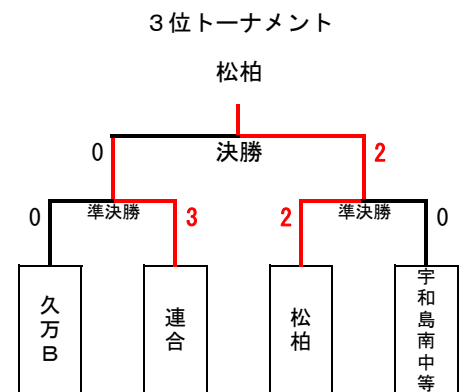 ３位トーナメント
松柏
0 決勝 2
0 準決勝 3 2 準決勝 0
久万Ｂ
連合
松柏
宇和島南中等